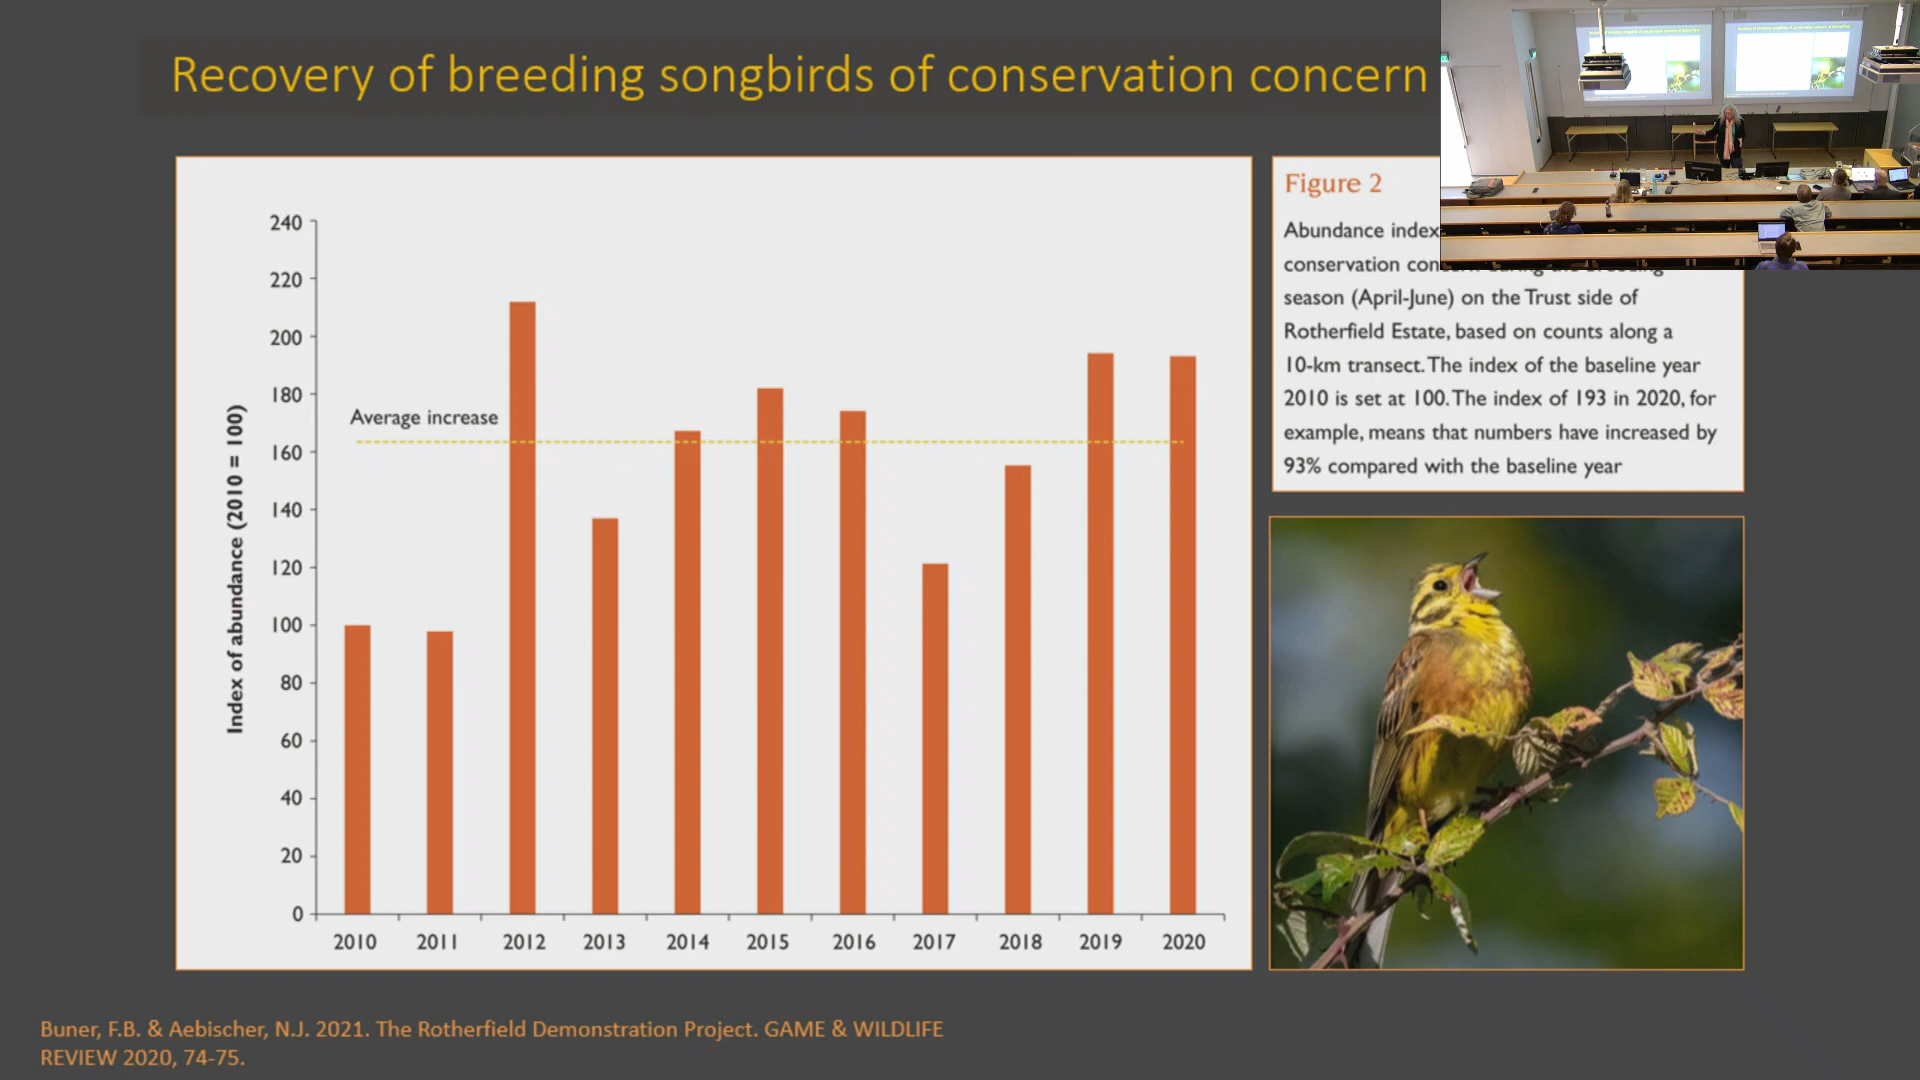 Recovery of breeding songbirds of conservation concern
240
220
200
180
160
140
120
100
80
60
40
20
0
Index of abundance (2010 = 100)
Average increase
2010 2011 2012 2013 2014 2015 2016 2017 2018 2019 2020
Figure 2
Abundance index
conservation
season (April-June) on the Trust side of
Rotherfield Estate, based on counts along a
10-km transect. The index of the baseline year
2010 is set at 100. The index of 193 in 2020, for
example, means that numbers have increased by
93% compared with the baseline year
Buner, F.B. & Aebischer, N.J. 2021. The Rotherfield Demonstration Project. GAME & WILDLIFE
REVIEW 2020, 74-75.